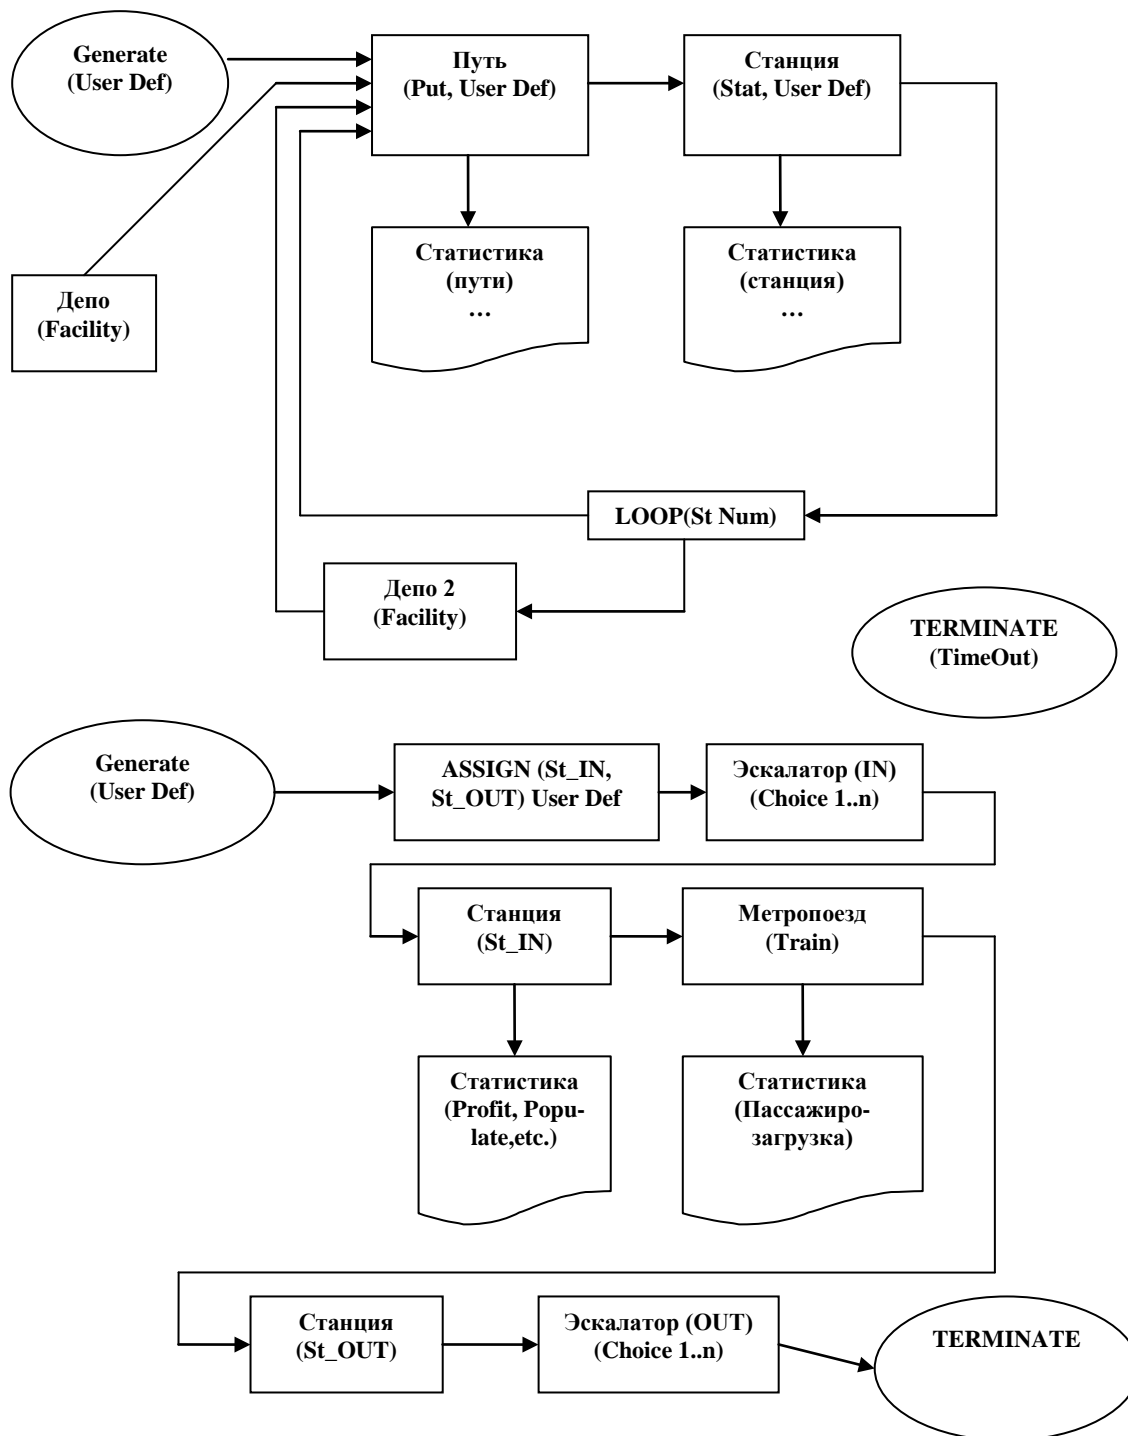 Generate
(User Def)
Путь
(Put, User Def)
Станция
(Stat, User Def)
Статистика
(пути)
…
Статистика
(станция)
…
Депо
(Facility)
LOOP(St Num)
Депо 2
(Facility)
TERMINATE
(TimeOut)
Generate
(User Def)
ASSIGN (St_IN,
St_OUT) User Def
Эскалатор (IN)
(Choice 1..n)
Станция
(St_IN)
Метропоезд
(Train)
Статистика
(Profit, Popu-
late,etc.)
Статистика
(Пассажиро-
загрузка)
Станция
(St_OUT)
Эскалатор (OUT)
(Choice 1..n)
TERMINATE